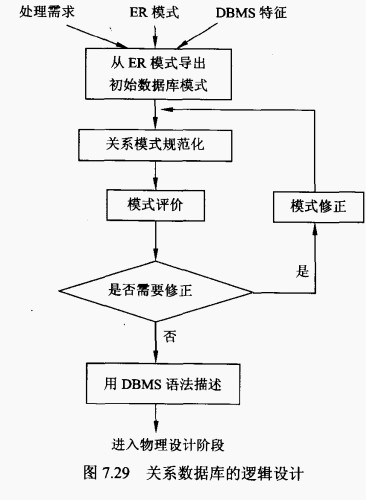 处理需求 ER 模式 DBMS 特征
从 ER 模式导出
初始数据库模式
关系模式规范化
模式评价
模式修正
是否需要修正
是
否
用 DBMS 语法描述
进入物理设计阶段
图 7.29 关系数据库的逻辑设计